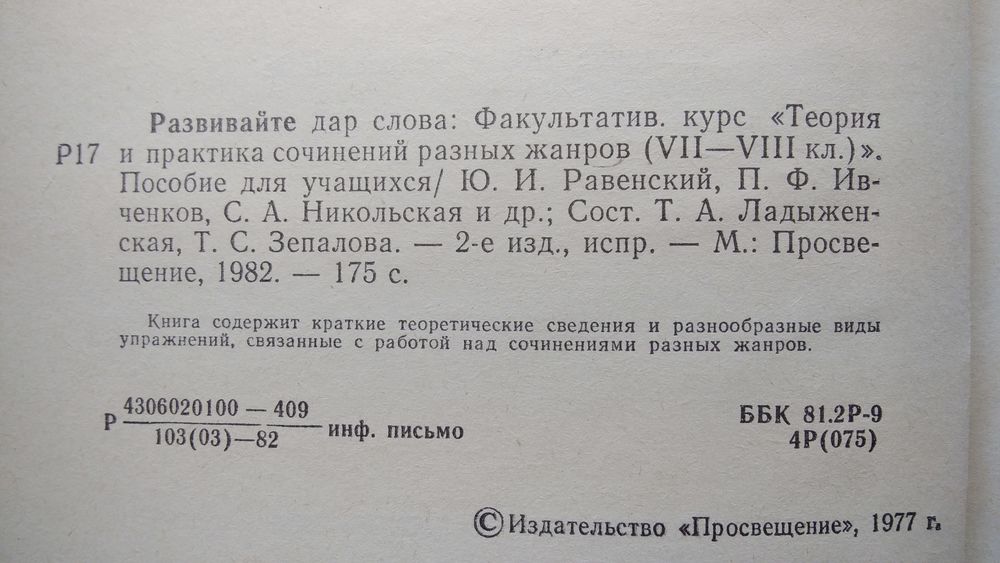 Развивайте дар слова: Факультатив. курс «Теория
Р17 и практика сочинений разных жанров (VII—VIII кл.)».
Пособие для учащихся/ Ю. И. Равенский, П. Ф. Ив-
ченков, С. А. Никольская и др.; Сост. Т. А. Ладыжен-
ская, Т. С. Зепалова. — 2-е изд., испр. — М.: Просве-
щение, 1982. — 175 с.
Книга содержит краткие теоретические сведения и разнообразные виды
упражнений, связанные с работой над сочинениями разных жанров.
4306020100 — 409
Р
103(03)—82
инф. письмо
ББК 81.2Р-9
4Р(075)
© Издательство «Просвещение», 1977 г.